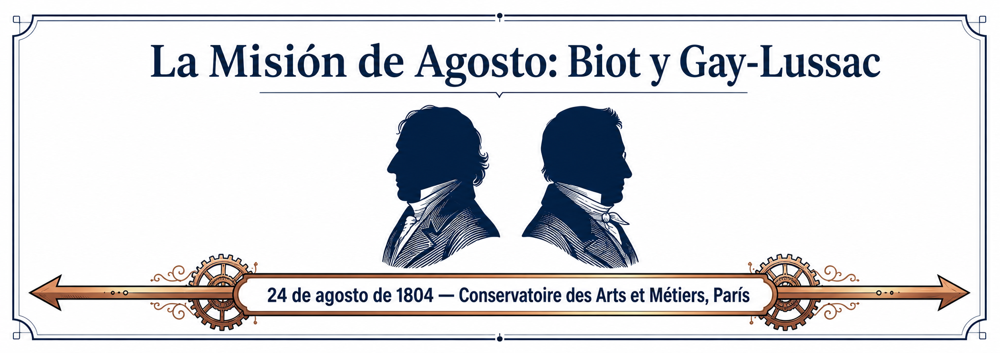 La Misión de Agosto: Biot y Gay-Lussac
24 de agosto de 1804 — Conservatoire des Arts et Métiers, París